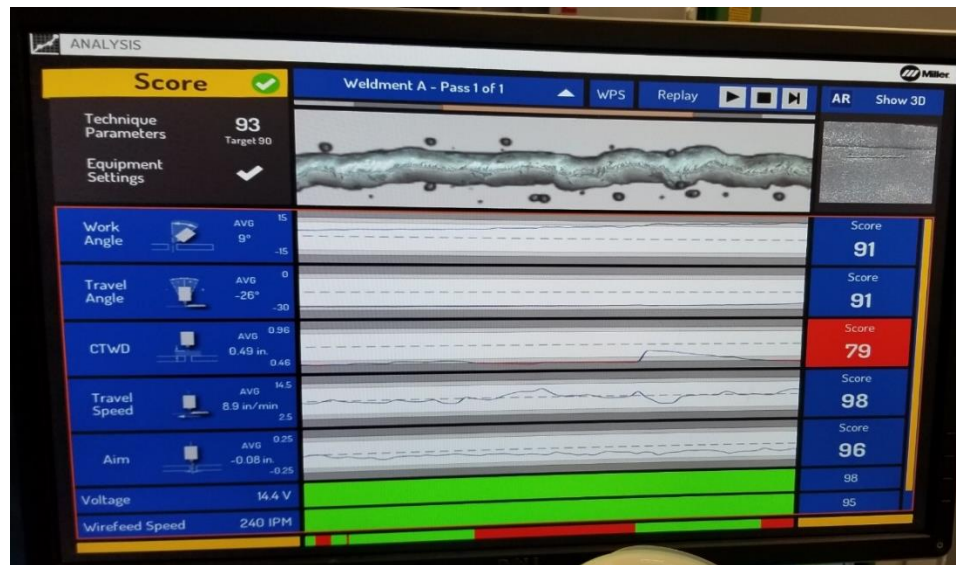 ANALYSIS
Miller
Score
Weldment A - Pass 1 of 1
WPS
Replay
AR
Show 3D
Technique
Parameters
93
Target 90
Equipment
Settings
Work
Angle
AVG
9°
15
-15
Score
91
Travel
Angle
AVG
-26°
0
-30
Score
91
CTWD
AVG
0.49 in.
0.96
0.46
Score
79
Travel
Speed
AVG
8.9 in/min
14.5
2.5
Score
98
Aim
AVG
-0.08 in.
0.25
-0.25
Score
96
Voltage
14.4 V
98
Wirefeed Speed
240 IPM
95